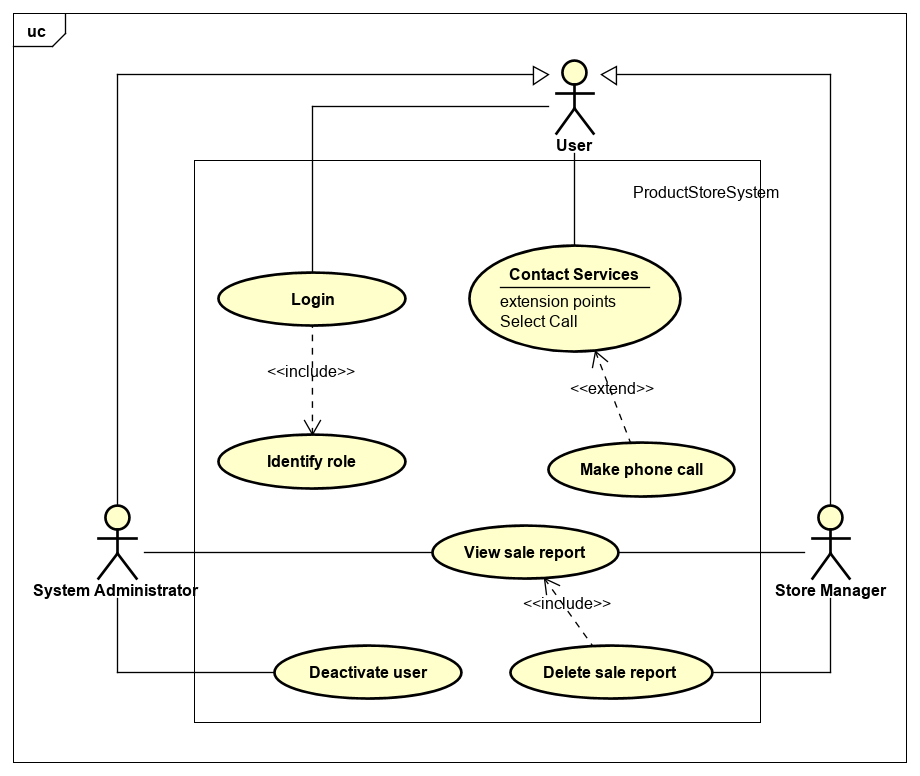 uc
User
ProductStoreSystem
Contact Services
extension points
Select Call
Login
<<include>>
<<extend>>
Identify role
Make phone call
View sale report
System Administrator
Store Manager
<<include>>
Deactivate user
Delete sale report